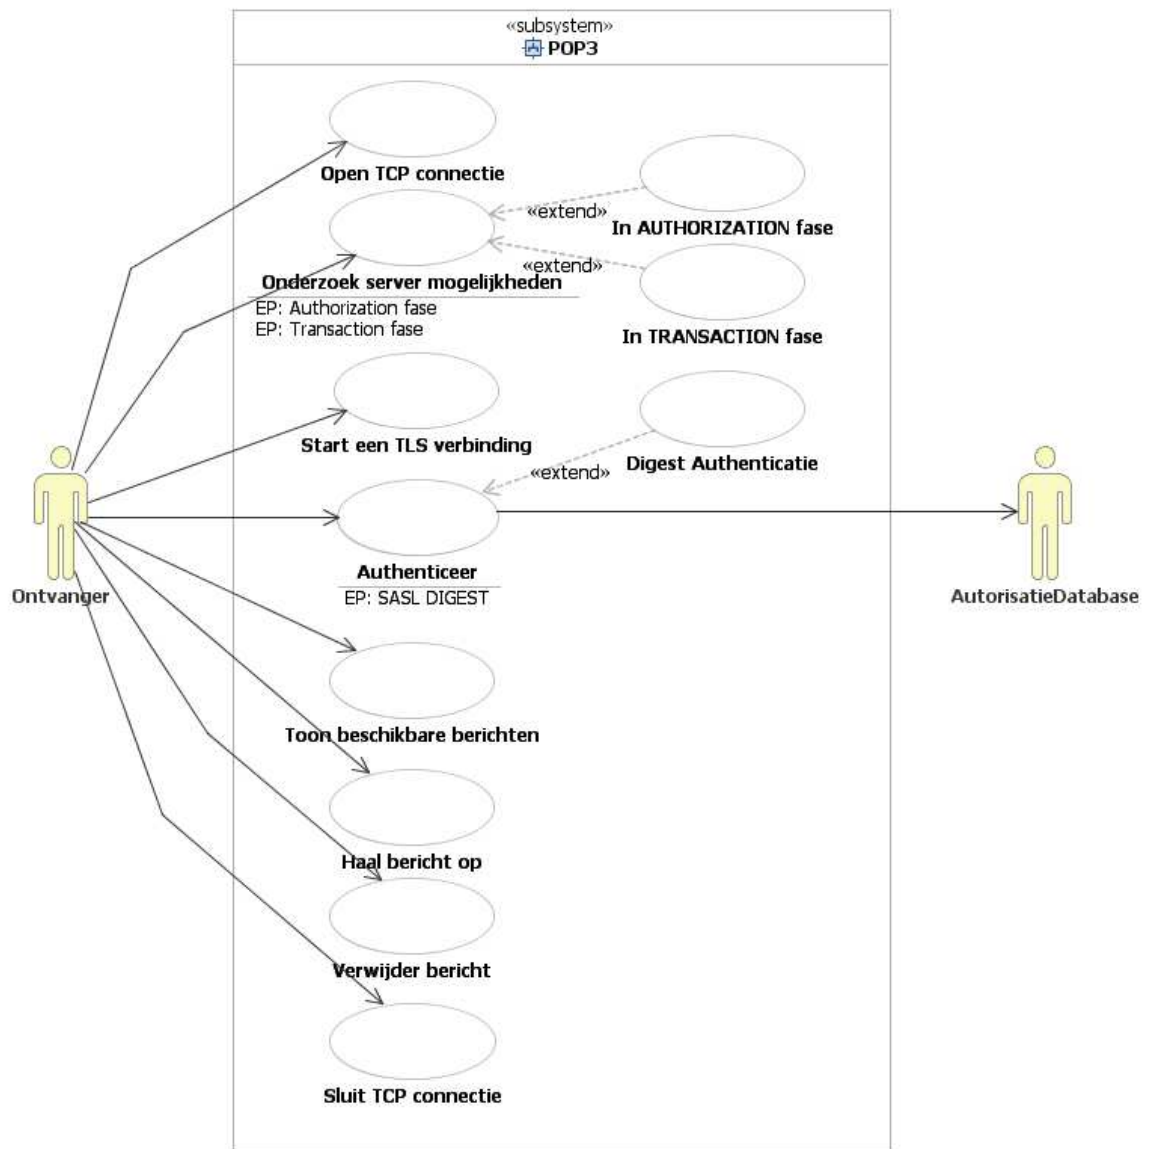 «subsystem»
POP3
Open TCP connectie
«extend»
In AUTHORIZATION fase
«extend»
Onderzoek server mogelijkheden
EP: Authorization fase
EP: Transaction fase
In TRANSACTION fase
Start een TLS verbinding
Digest Authenticatie
«extend»
Authenticeer
EP: SASL DIGEST
Ontvanger
AutorisatieDatabase
Toon beschikbare berichten
Haal bericht op
Verwijder bericht
Sluit TCP connectie